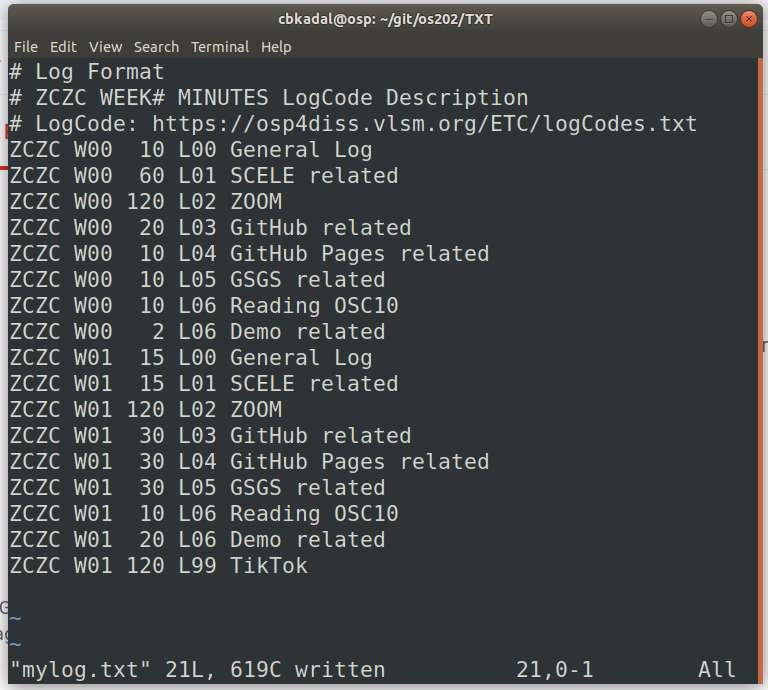 cbkadal@osp: ~/git/os202/TXT
File Edit View Search Terminal Help
# Log Format
# ZCZC WEEK# MINUTES LogCode Description
# LogCode: https://osp4diss.vlsm.org/ETC/logCodes.txt
ZCZC W00  10 L00 General Log
ZCZC W00  60 L01 SCELE related
ZCZC W00 120 L02 ZOOM
ZCZC W00  20 L03 GitHub related
ZCZC W00  10 L04 GitHub Pages related
ZCZC W00  10 L05 GSGS related
ZCZC W00  10 L06 Reading OSC10
ZCZC W00   2 L06 Demo related
ZCZC W01  15 L00 General Log
ZCZC W01  15 L01 SCELE related
ZCZC W01 120 L02 ZOOM
ZCZC W01  30 L03 GitHub related
ZCZC W01  30 L04 GitHub Pages related
ZCZC W01  30 L05 GSGS related
ZCZC W01  10 L06 Reading OSC10
ZCZC W01  20 L06 Demo related
ZCZC W01 120 L99 TikTok
~
~
"mylog.txt" 21L, 619C written 21,0-1 All